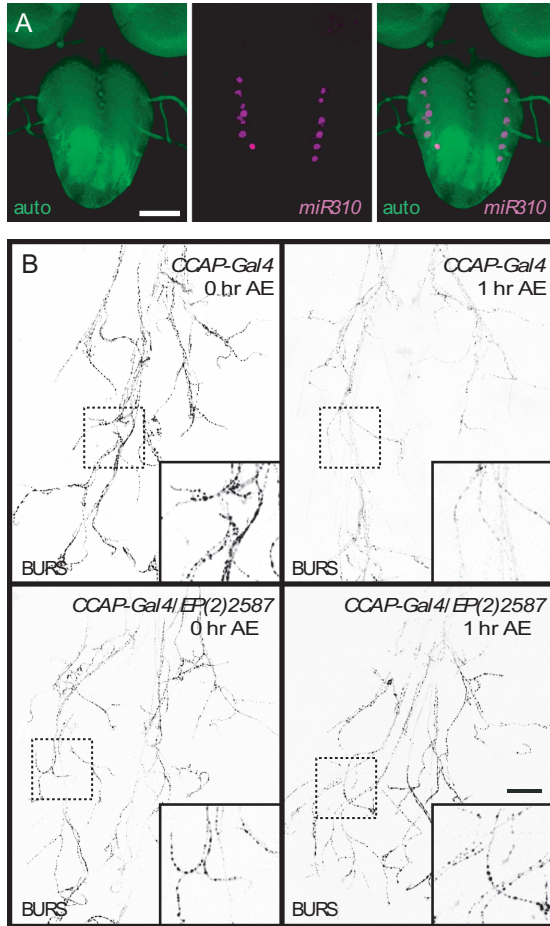 A
auto
miR310
auto miR310
B
CCAP-Gal4
0 hr AE
BURS
CCAP-Gal4
1 hr AE
BURS
CCAP-Gal4/EP(2)2587
0 hr AE
BURS
CCAP-Gal4/EP(2)2587
1 hr AE
BURS